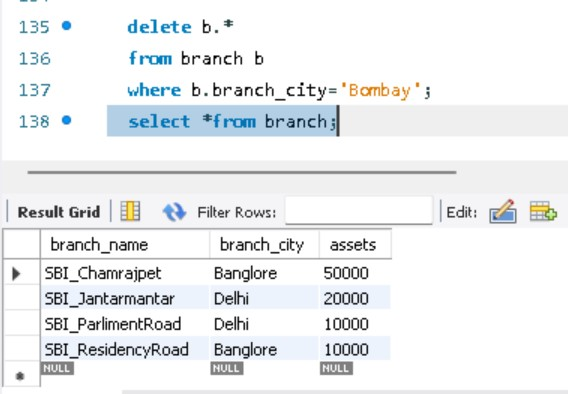 135 delete b.*
136 from branch b
137 where b.branch_city='Bombay';
138 select *from branch;
Result Grid Filter Rows: Edit:
branch_name branch_city assets
SBI_Chamrajpet Banglore 50000
SBI_Jantarmantar Delhi 20000
SBI_ParlimentRoad Delhi 10000
SBI_ResidencyRoad Banglore 10000
NULL NULL NULL